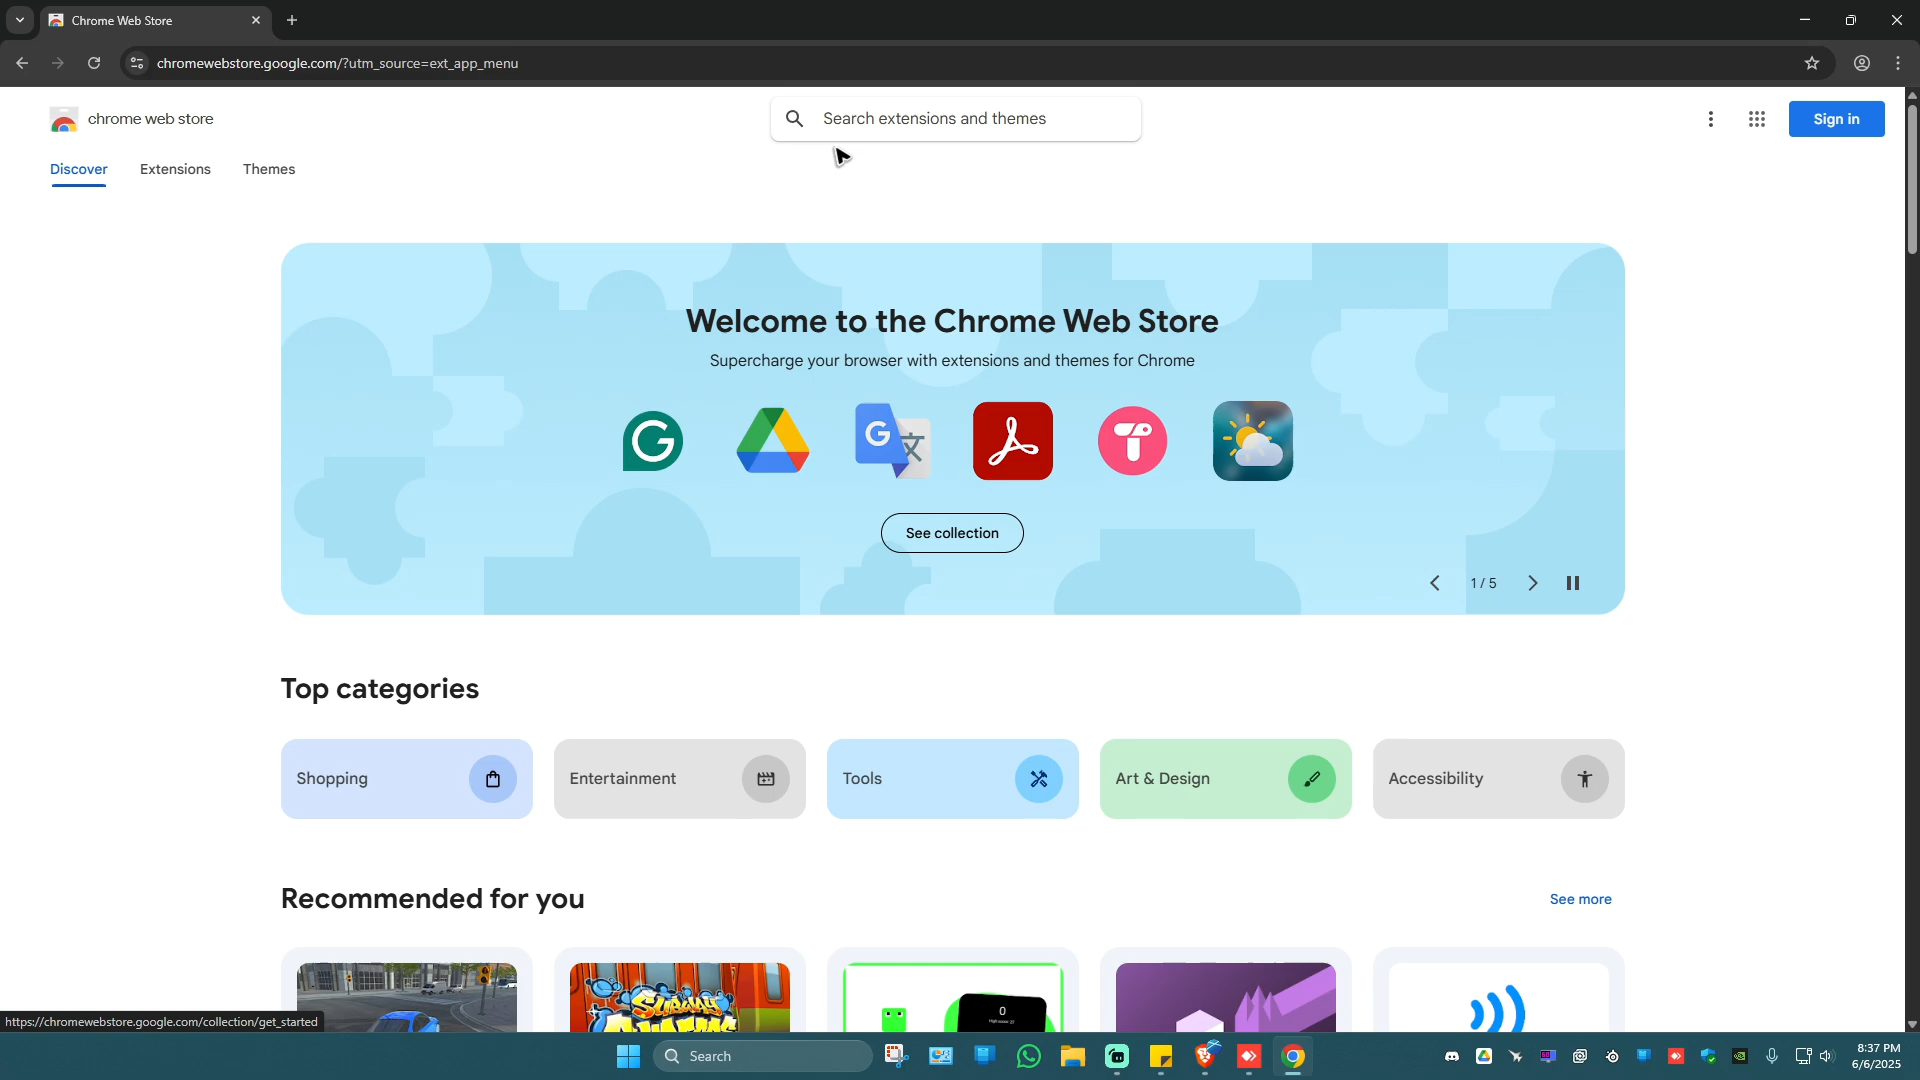 Chrome Web Store
chromewebstore.google.com/?utm_source=ext_app_menu
chrome web store
Search extensions and themes
Sign in
Discover
Extensions
Themes
Welcome to the Chrome Web Store
Supercharge your browser with extensions and themes for Chrome
See collection
1 / 5
Top categories
Shopping
Entertainment
Tools
Art & Design
Accessibility
Recommended for you
See more
SUBWAY
0
https://chromewebstore.google.com/collection/get_started
Search
8:37 PM
6/6/2025